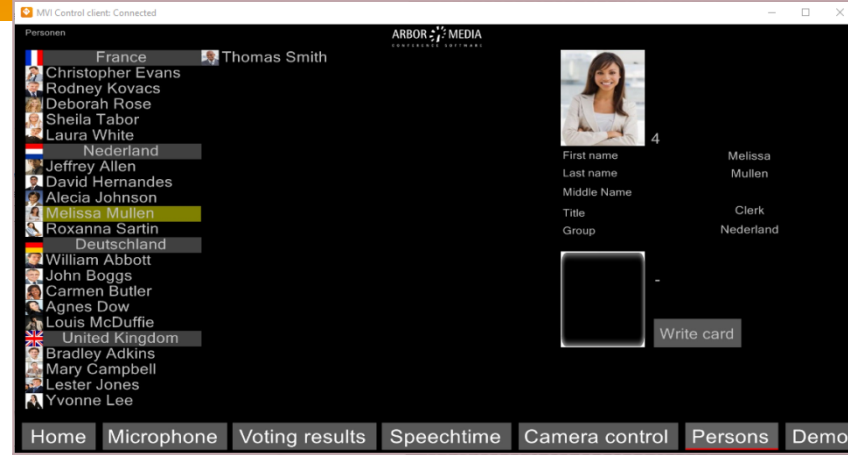 MVI Control client: Connected
Personen
ARBOR MEDIA
CONFERENCE SOFTWARE
France
Christopher Evans
Rodney Kovacs
Deborah Rose
Sheila Tabor
Laura White
Nederland
Jeffrey Allen
David Hernandes
Alecia Johnson
Melissa Mullen
Roxanna Sartin
Deutschland
William Abbott
John Boggs
Carmen Butler
Agnes Dow
Louis McDuffie
United Kingdom
Bradley Adkins
Mary Campbell
Lester Jones
Yvonne Lee
Thomas Smith
4
First name Melissa
Last name Mullen
Middle Name
Title Clerk
Group Nederland
-
Write card
Home Microphone Voting results Speechtime Camera control Persons Demo